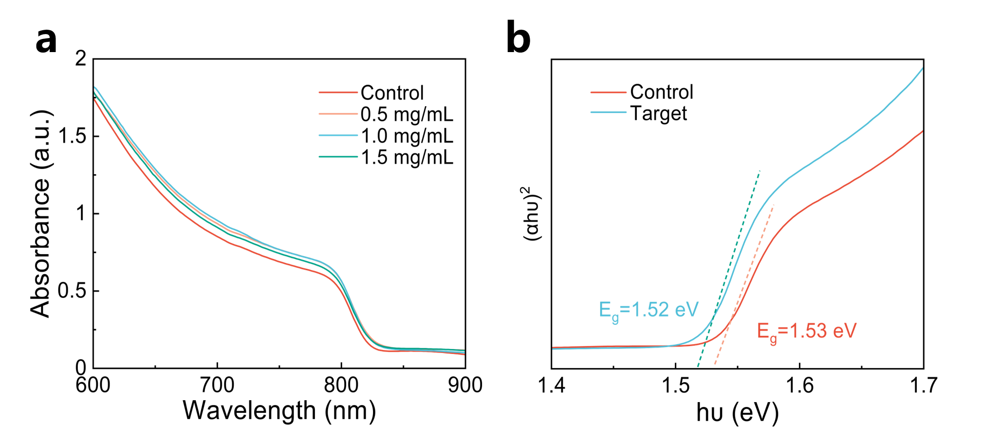 a
2
1.5
1
0.5
0
600
700
800
900
Absorbance (a.u.)
Wavelength (nm)
Control
0.5 mg/mL
1.0 mg/mL
1.5 mg/mL
b
Control
Target
(αhυ)²
E_g=1.52 eV
E_g=1.53 eV
1.4
1.5
1.6
1.7
hυ (eV)